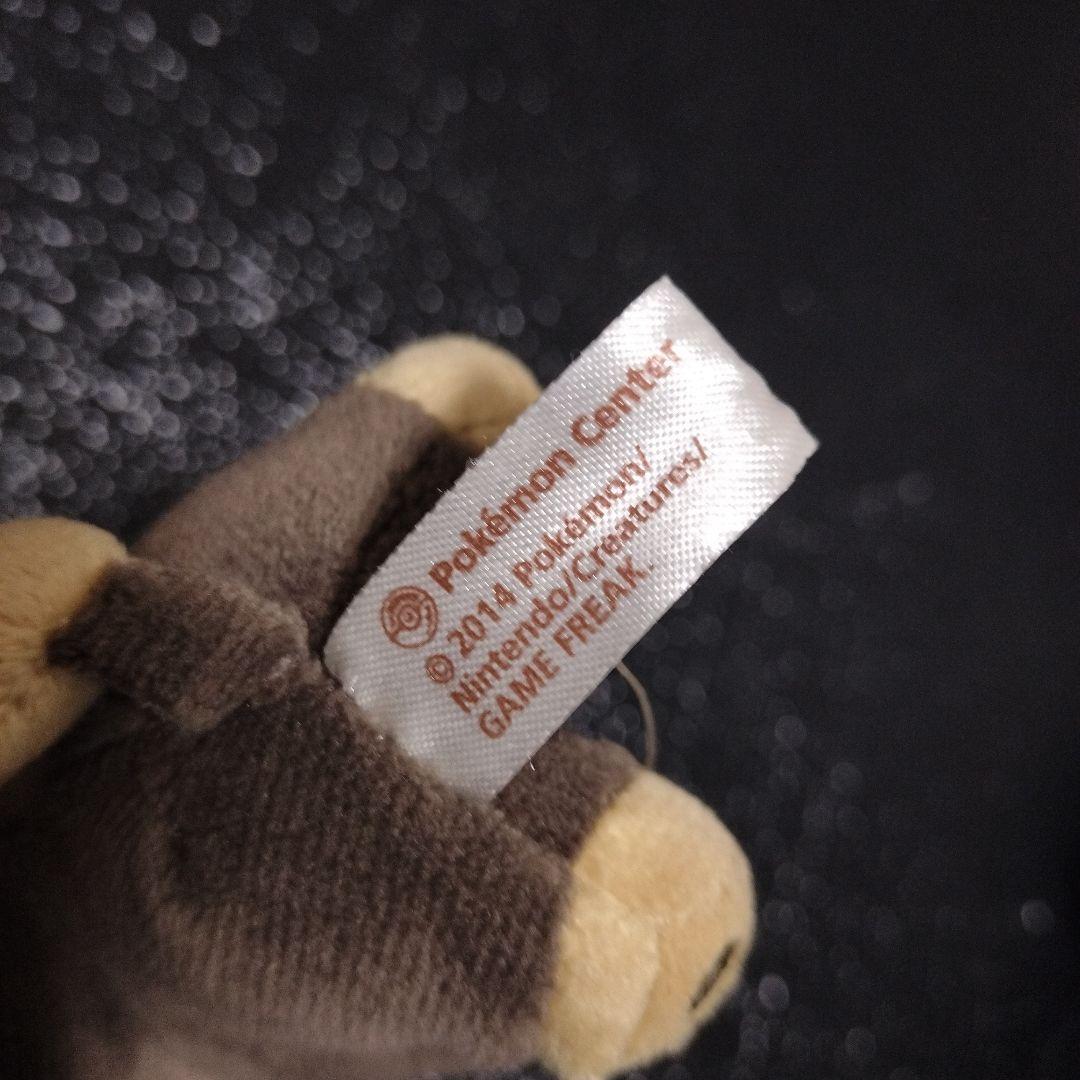 Pokémon Center
© 2014 Pokémon/
Nintendo/Creatures/
GAME FREAK.